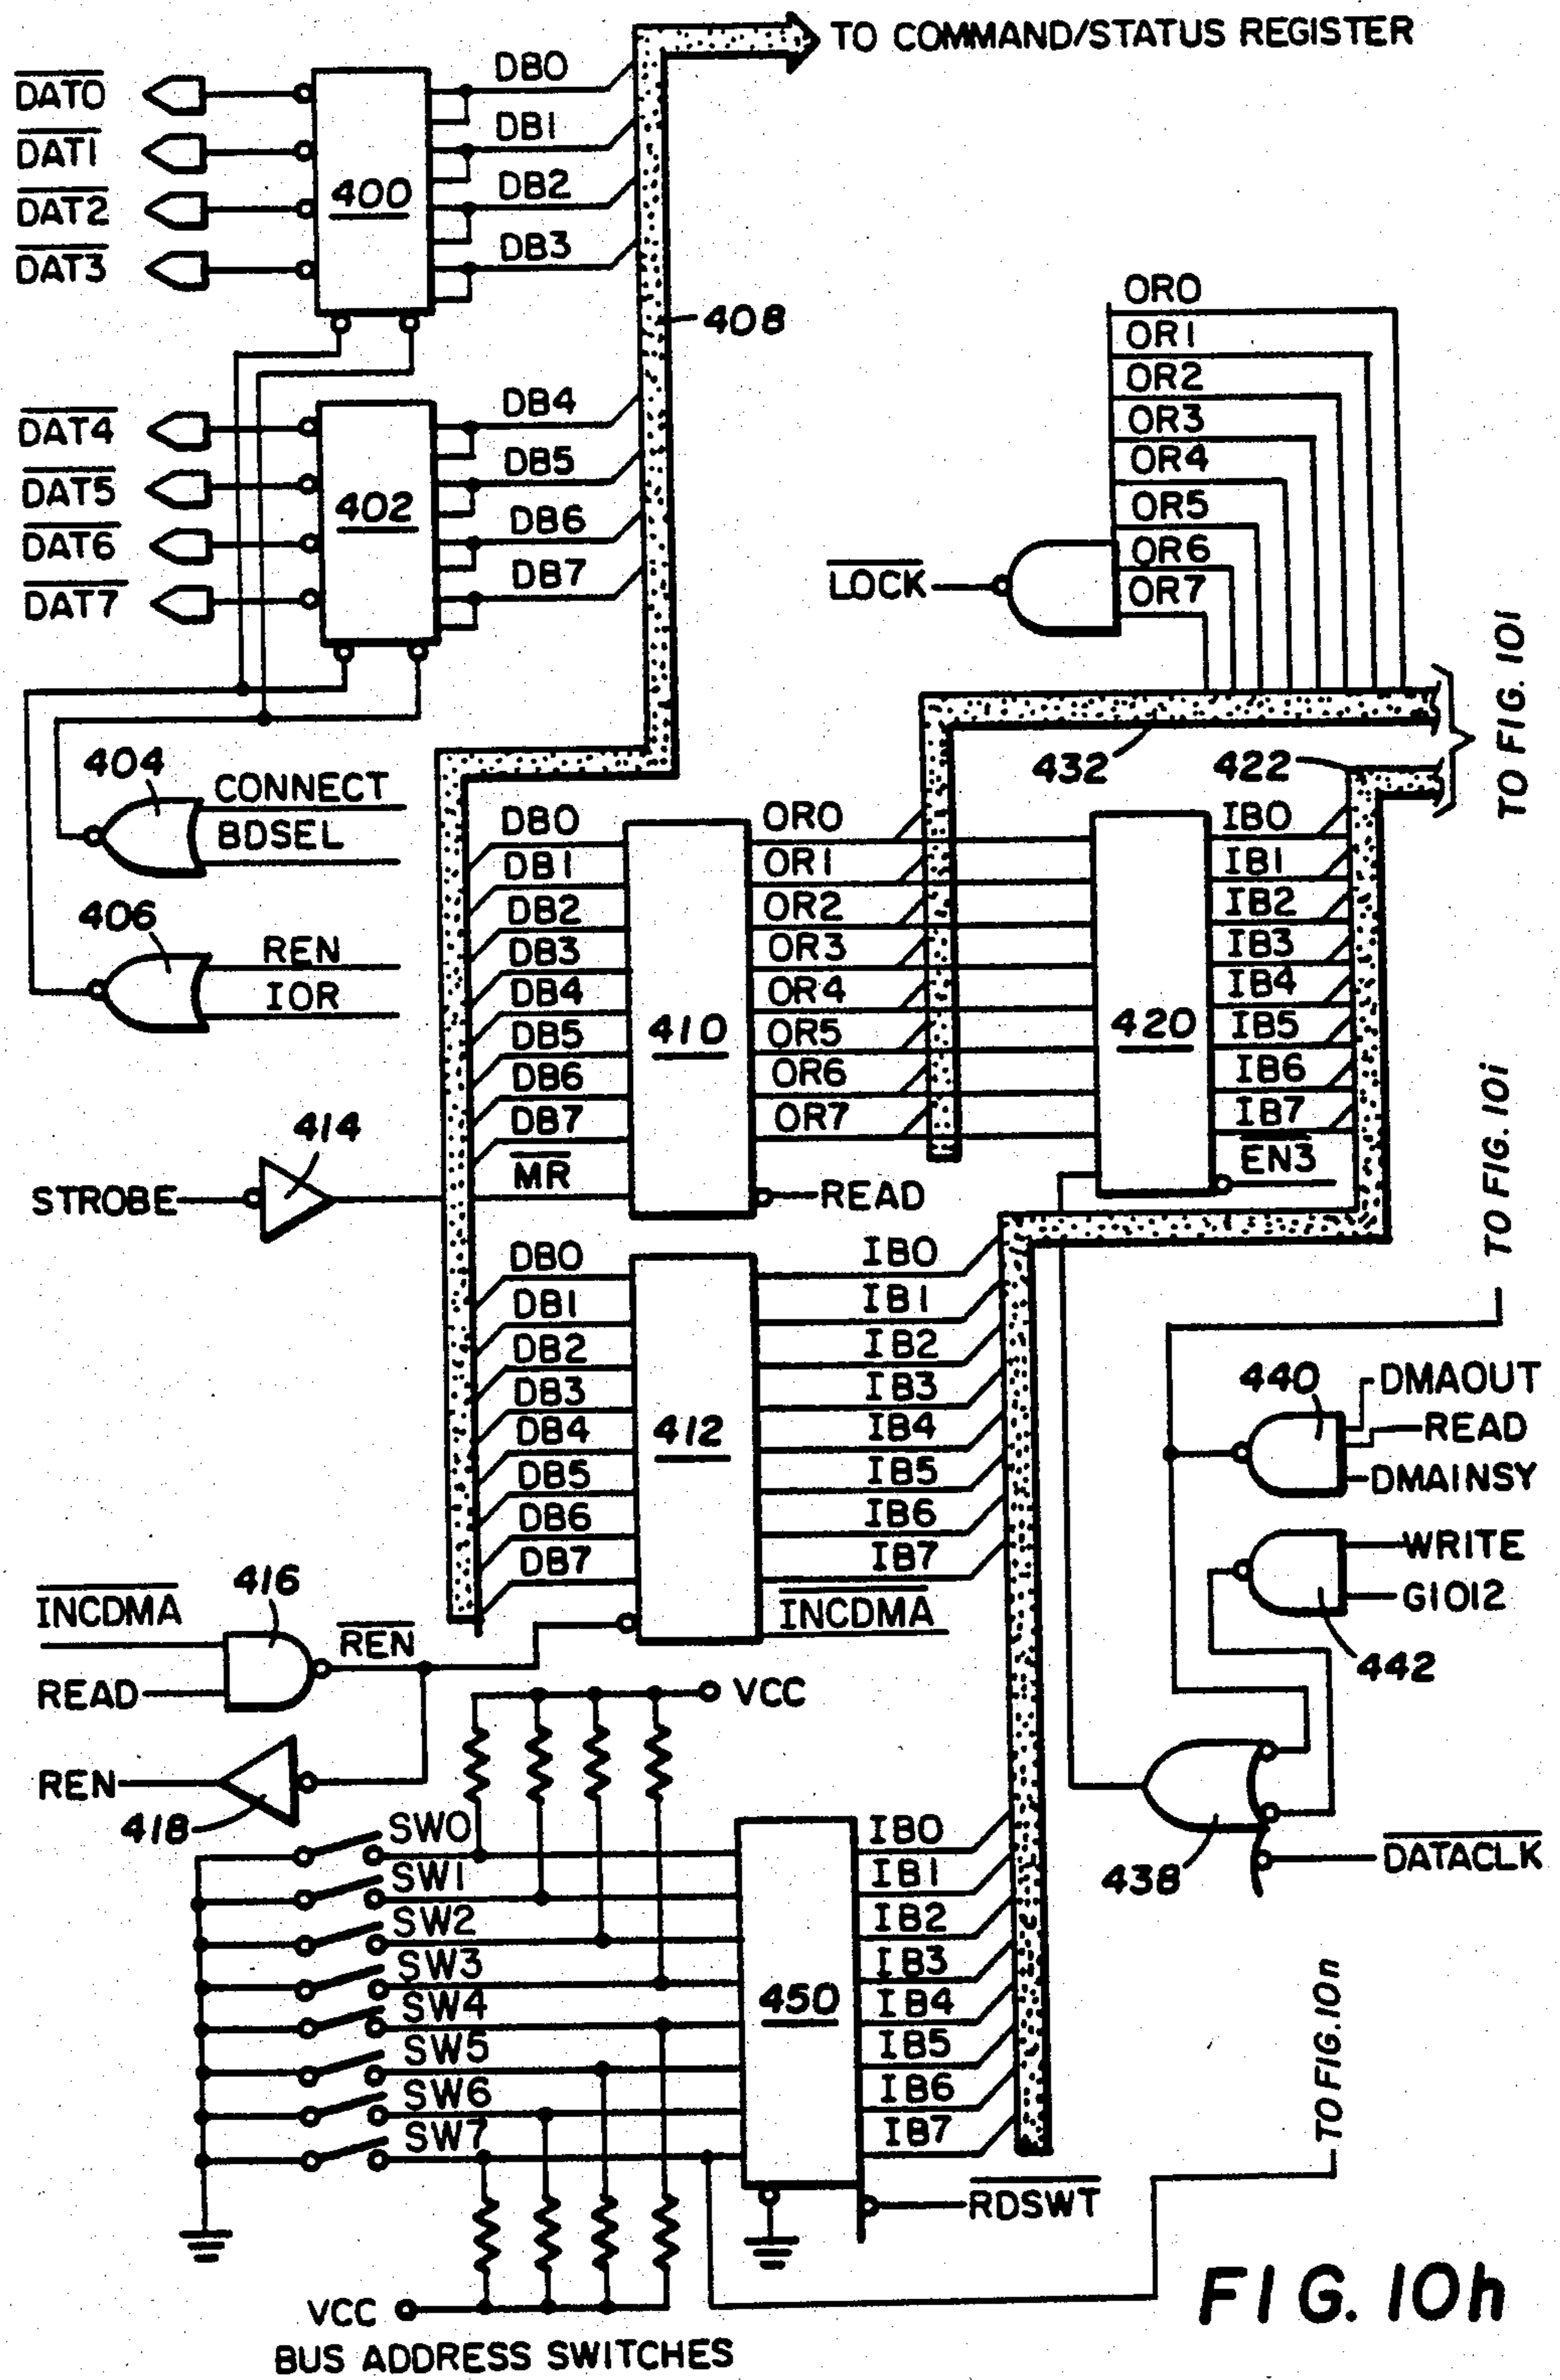 TO COMMAND/STATUS REGISTER
DAT0
DAT1
DAT2
DAT3
400
DB0
DB1
DB2
DB3
408
DAT4
DAT5
DAT6
DAT7
402
DB4
DB5
DB6
DB7
OR0
OR1
OR2
OR3
OR4
OR5
OR6
OR7
LOCK
TO FIG. 10i
432
422
404
CONNECT
BDSEL
406
REN
IOR
DB0
DB1
DB2
DB3
DB4
DB5
DB6
DB7
MR
410
OR0
OR1
OR2
OR3
OR4
OR5
OR6
OR7
READ
420
IB0
IB1
IB2
IB3
IB4
IB5
IB6
IB7
EN3
414
STROBE
TO FIG. 10i
DB0
DB1
DB2
DB3
DB4
DB5
DB6
DB7
412
IB0
IB1
IB2
IB3
IB4
IB5
IB6
IB7
INCDMA
440
DMAOUT
READ
DMAINSY
WRITE
G1012
442
416
INCDMA
READ
REN
REN
418
VCC
438
DATACLK
SW0
SW1
SW2
SW3
SW4
SW5
SW6
SW7
450
IB0
IB1
IB2
IB3
IB4
IB5
IB6
IB7
RDSWT
TO FIG. 10n
VCC
BUS ADDRESS SWITCHES
FIG. 10h